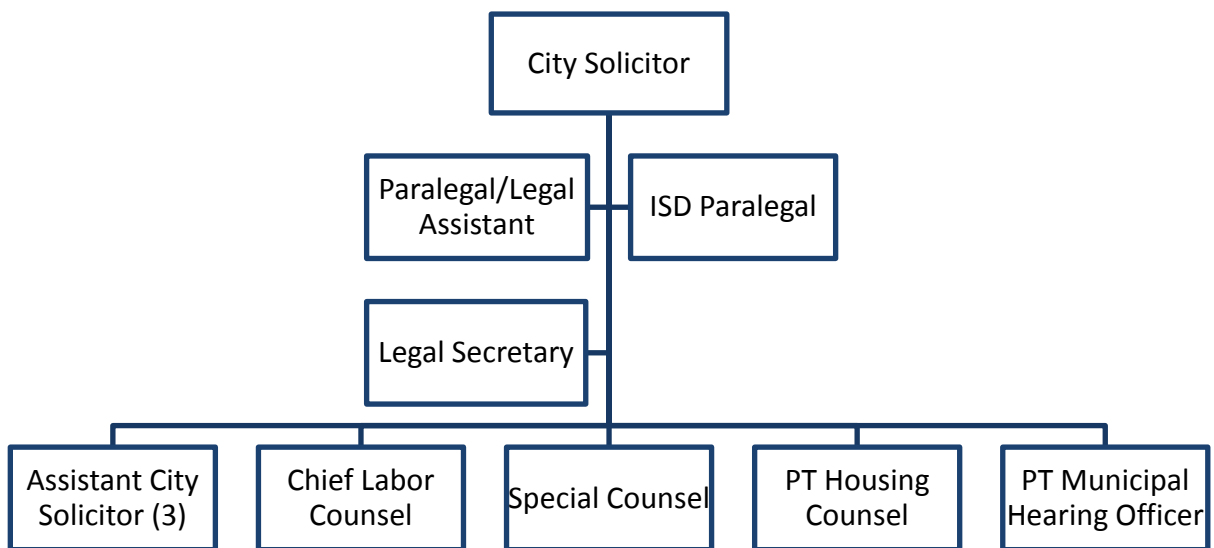 City Solicitor
Paralegal/Legal
Assistant
ISD Paralegal
Legal Secretary
Assistant City
Solicitor (3)
Chief Labor
Counsel
Special Counsel
PT Housing
Counsel
PT Municipal
Hearing Officer